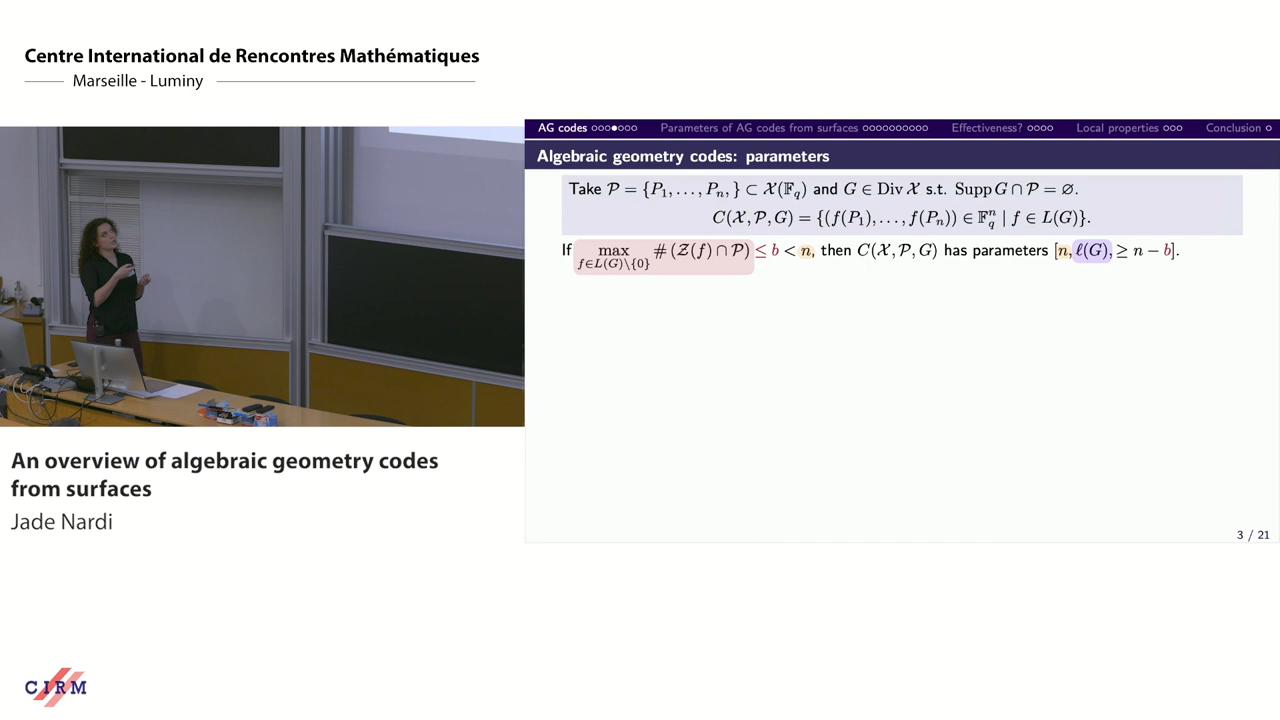 Centre International de Rencontres Mathématiques
Marseille - Luminy
AG codes Parameters of AG codes from surfaces Effectiveness? Local properties Conclusion
Algebraic geometry codes: parameters
Take 𝒫 = {P₁, …, Pₙ, } ⊂ 𝒳(𝔽_q) and G ∈ Div 𝒳 s.t. Supp G ∩ 𝒫 = ∅.
C(𝒳, 𝒫, G) = {(f(P₁), …, f(Pₙ)) ∈ 𝔽_q^n | f ∈ L(G)}.
If max_{f∈L(G)\{0}} # (𝒵(f) ∩ 𝒫) ≤ b < n, then C(𝒳, 𝒫, G) has parameters [n, ℓ(G), ≥ n − b].
3 / 21
An overview of algebraic geometry codes
from surfaces
Jade Nardi
CIRM